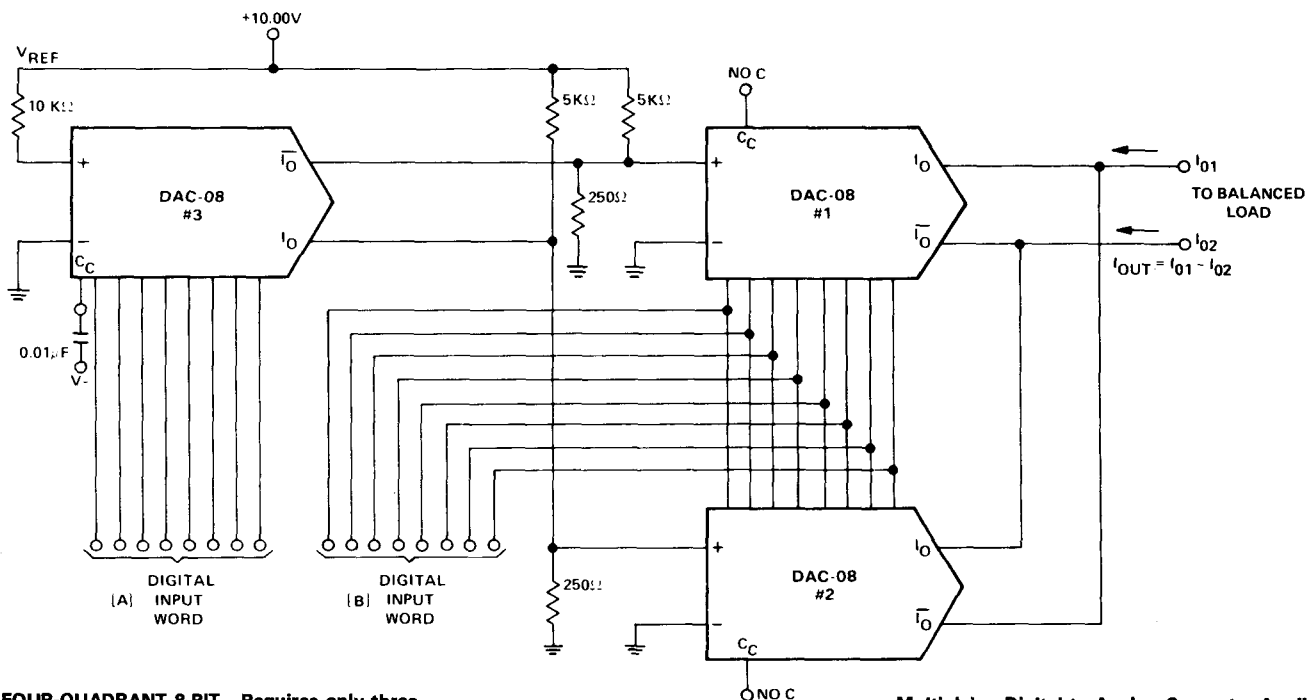 +10.00V
VREF
10 KΩ
5KΩ
5KΩ
NO C
CC
+
IO
DAC-08
#3
250Ω
IO
−
CC
0.01μF
V-
+
IO
DAC-08
#1
IO
−
I01
TO BALANCED
LOAD
I02
IOUT = I01 - I02
[A] DIGITAL
INPUT
WORD
[B] DIGITAL
INPUT
WORD
250Ω
+
IO
DAC-08
#2
IO
−
CC
NO C
FOUR-QUADRANT 8-BIT
Requires only three
Multiplying Digital-to-Analog Converter